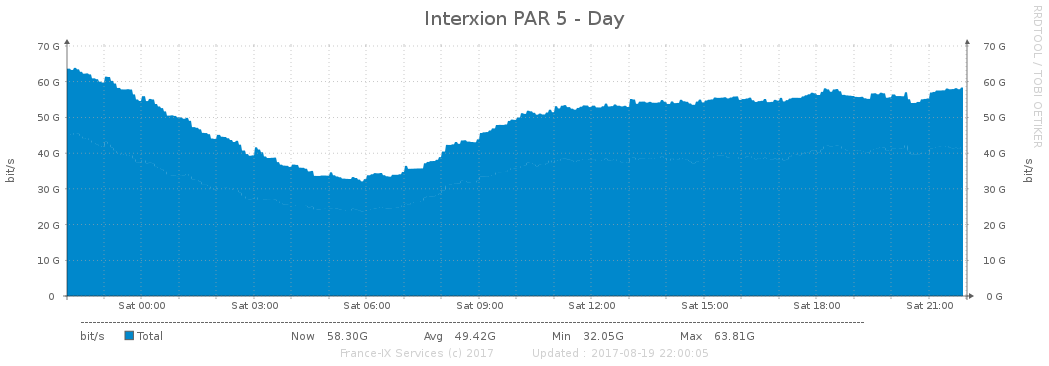 Interxion PAR 5 - Day
RRDTOOL / TOBI OETIKER
70 G
70 G
60 G
60 G
50 G
50 G
40 G
40 G
30 G
30 G
20 G
20 G
10 G
10 G
0
0 G
bit/s
bit/s
Sat 00:00 Sat 03:00 Sat 06:00 Sat 09:00 Sat 12:00 Sat 15:00 Sat 18:00 Sat 21:00
bit/s Total Now 58.30G Avg 49.42G Min 32.05G Max 63.81G
France-IX Services (c) 2017 Updated : 2017-08-19 22:00:05